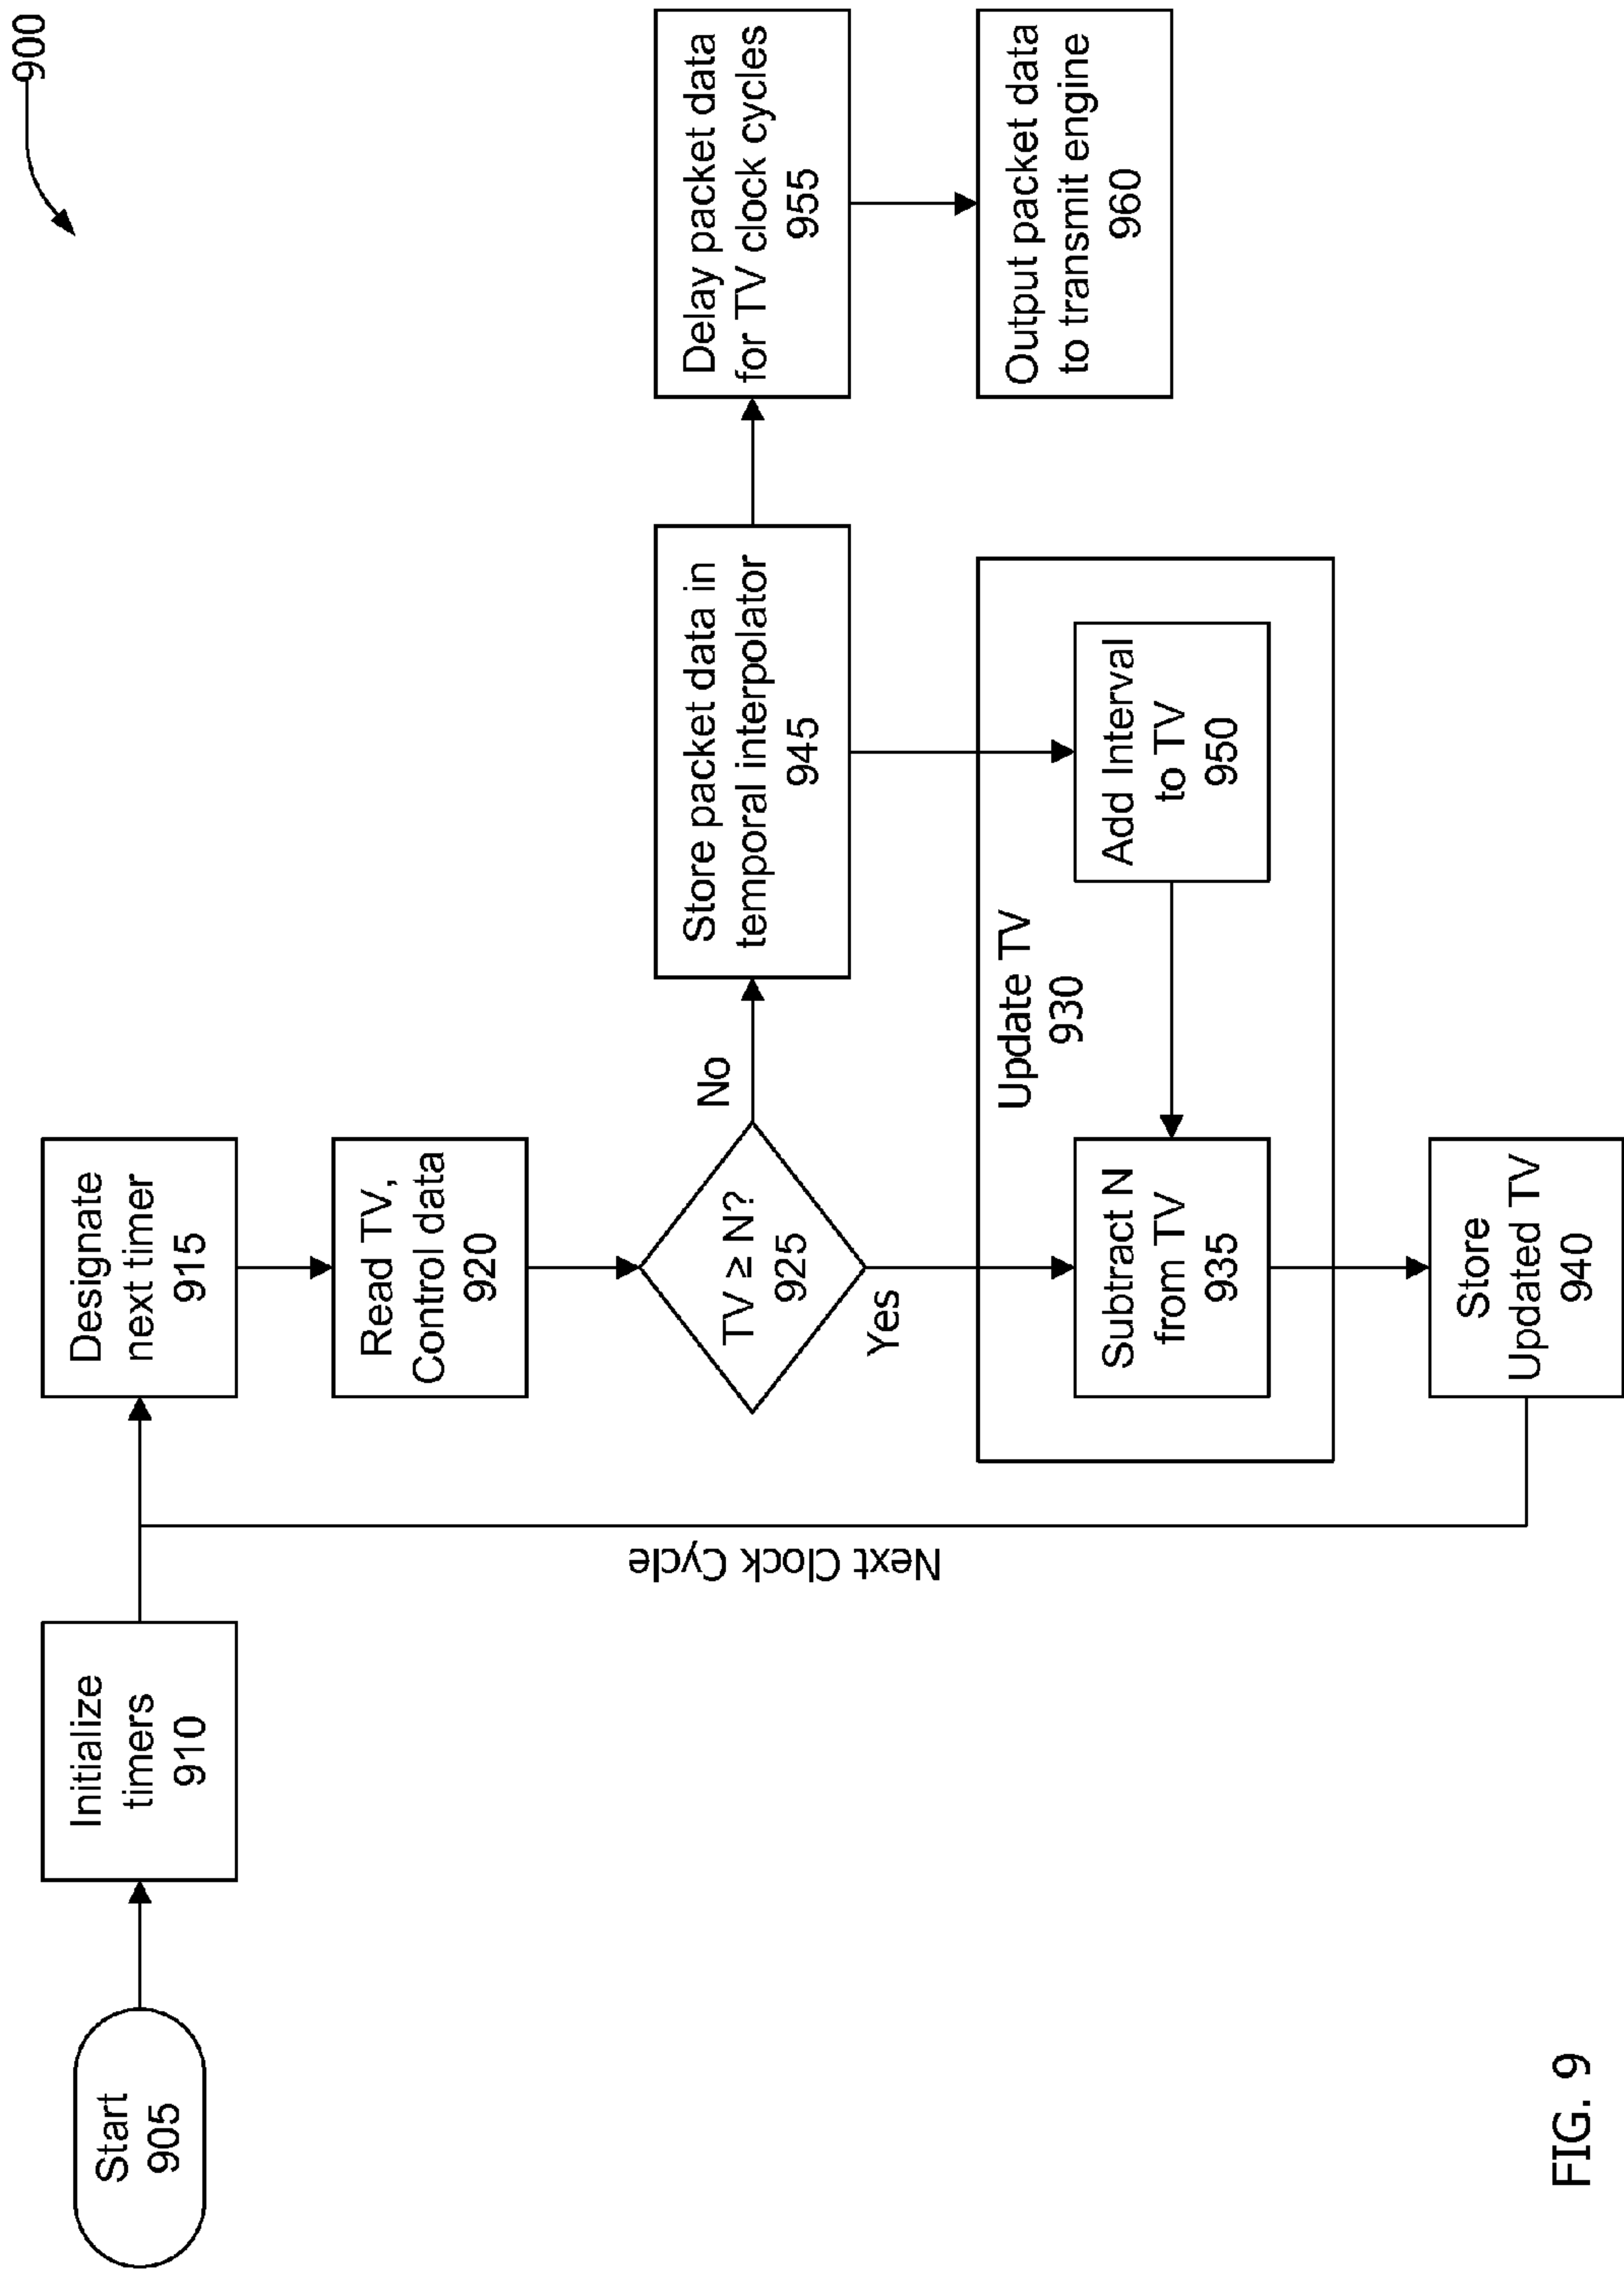 900
Start
905
Initialize
timers
910
Designate
next timer
915
Read TV,
Control data
920
TV ≥ N?
925
No
Yes
Store packet data in
temporal interpolator
945
Delay packet data
for TV clock cycles
955
Output packet data
to transmit engine
960
Update TV
930
Add Interval
to TV
950
Subtract N
from TV
935
Store
Updated TV
940
Next Clock Cycle
FIG. 9